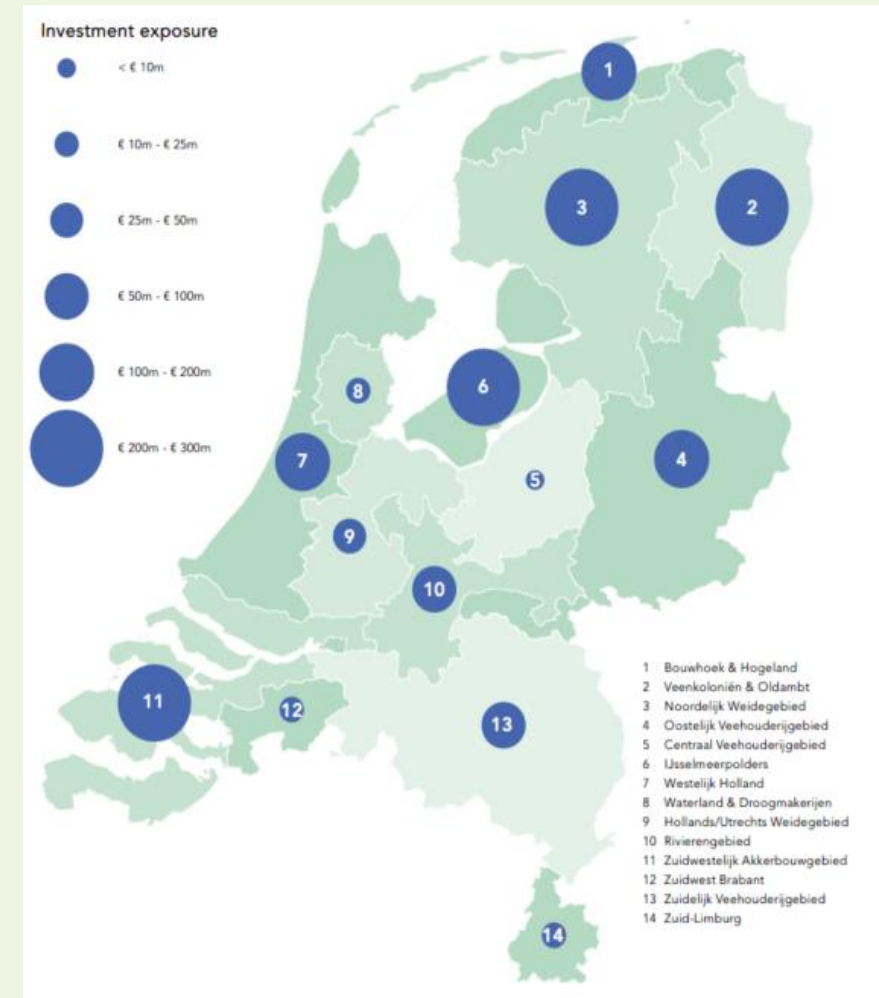 Investment exposure
< € 10m
€ 10m - € 25m
€ 25m - € 50m
€ 50m - € 100m
€ 100m - € 200m
€ 200m - € 300m
1
2
3
4
5
6
7
8
9
10
11
12
13
14
1 Bouwhoek & Hogeland
2 Veenkoloniën & Oldambt
3 Noordelijk Weidegebied
4 Oostelijk Veehouderijgebied
5 Centraal Veehouderijgebied
6 IJsselmeerpolders
7 Westelijk Holland
8 Waterland & Droogmakerijen
9 Hollands/Utrechts Weidegebied
10 Rivierengebied
11 Zuidwestelijk Akkerbouwgebied
12 Zuidwest Brabant
13 Zuidelijk Veehouderijgebied
14 Zuid-Limburg